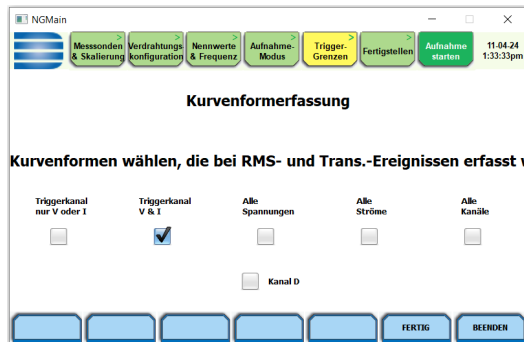 NGMain
Messsonden
& Skalierung
Verdrahtungs-
konfiguration
Nennwerte
& Frequenz
Aufnahme-
Modus
Trigger-
Grenzen
Fertigstellen
Aufnahme
starten
11-04-24
1:33:33pm
Kurvenformerfassung
Kurvenformen wählen, die bei RMS- und Trans.-Ereignissen erfasst w
Triggerkanal
nur V oder I
Triggerkanal
V & I
Alle
Spannungen
Alle
Ströme
Alle
Kanäle
Kanal D
FERTIG
BEENDEN